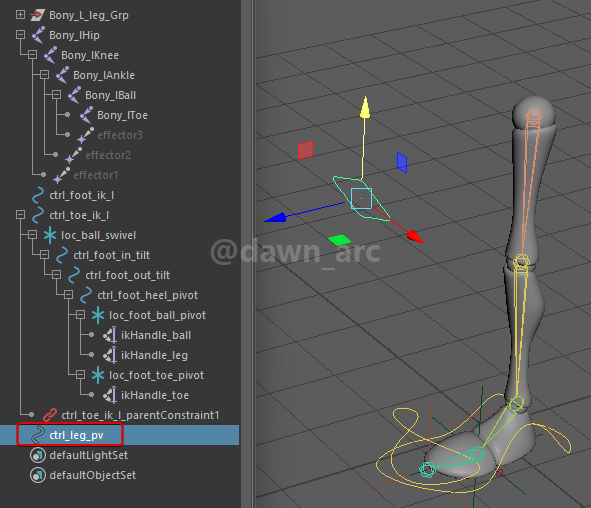 Bony_L_leg_Grp
Bony_lHip
Bony_lKnee
Bony_lAnkle
Bony_lBall
Bony_lToe
effector3
effector2
effector1
ctrl_foot_ik_l
ctrl_toe_ik_l
loc_ball_swivel
ctrl_foot_in_tilt
ctrl_foot_out_tilt
ctrl_foot_heel_pivot
loc_foot_ball_pivot
ikHandle_ball
ikHandle_leg
loc_foot_toe_pivot
ikHandle_toe
ctrl_toe_ik_l_parentConstraint1
ctrl_leg_pv
defaultLightSet
defaultObjectSet
@dawn_arc